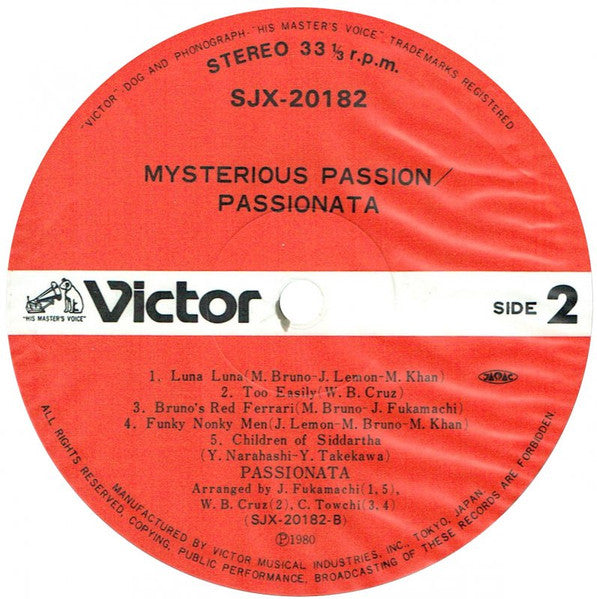 "VICTOR" DOG AND PHONOGRAPH-"HIS MASTER'S VOICE" TRADEMARKS REGISTERED
STEREO 33 1/3 r.p.m.
SJX-20182
MYSTERIOUS PASSION/
PASSIONATA
"HIS MASTER'S VOICE"
Victor
SIDE 2
1. Luna Luna(M. Bruno-J. Lemon-M. Khan)
2. Too Easily(W. B. Cruz)
3. Bruno's Red Ferrari(M. Bruno-J. Fukamachi)
4. Funky Nonky Men(J. Lemon-M. Bruno-M. Khan)
5. Children of Siddartha
(Y. Narahashi-Y. Takekawa)
JASRAC
PASSIONATA
Arranged by J. Fukamachi(1, 5),
W. B. Cruz(2), C. Towchi(3, 4)
(SJX-20182-B)
Ⓟ1980
MANUFACTURED BY VICTOR MUSICAL INDUSTRIES, INC. TOKYO, JAPAN
ALL RIGHTS RESERVED, COPYING, PUBLIC PERFORMANCE, BROADCASTING OF THESE RECORDS ARE FORBIDDEN.